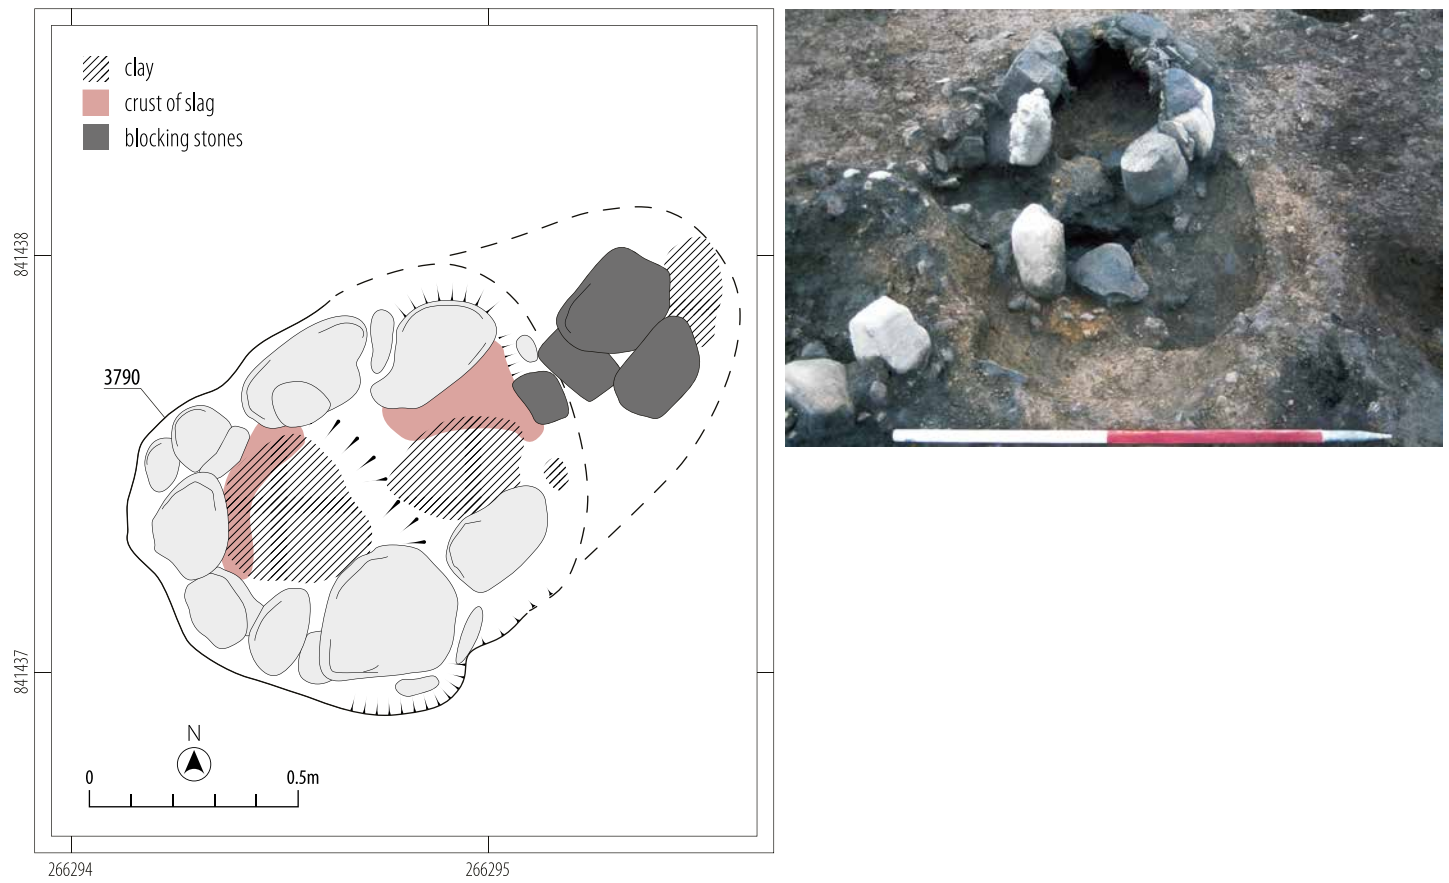 clay
crust of slag
blocking stones
841438
3790
841437
N
0 0.5m
266294 266295